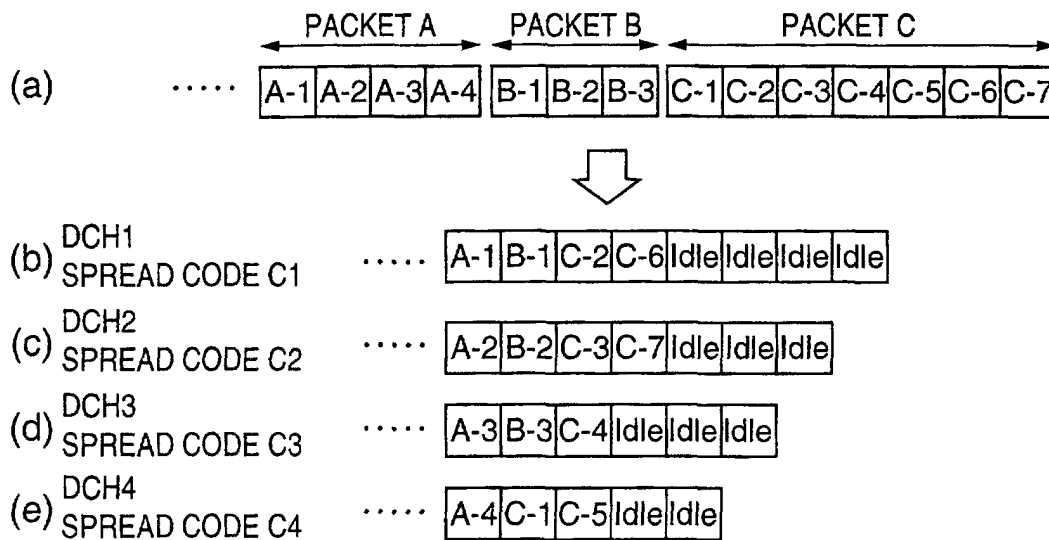 PACKET A PACKET B PACKET C
(a) ..... A-1 A-2 A-3 A-4 B-1 B-2 B-3 C-1 C-2 C-3 C-4 C-5 C-6 C-7
(b) DCH1
SPREAD CODE C1 ..... A-1 B-1 C-2 C-6 Idle Idle Idle Idle
(c) DCH2
SPREAD CODE C2 ..... A-2 B-2 C-3 C-7 Idle Idle Idle
(d) DCH3
SPREAD CODE C3 ..... A-3 B-3 C-4 Idle Idle Idle
(e) DCH4
SPREAD CODE C4 ..... A-4 C-1 C-5 Idle Idle